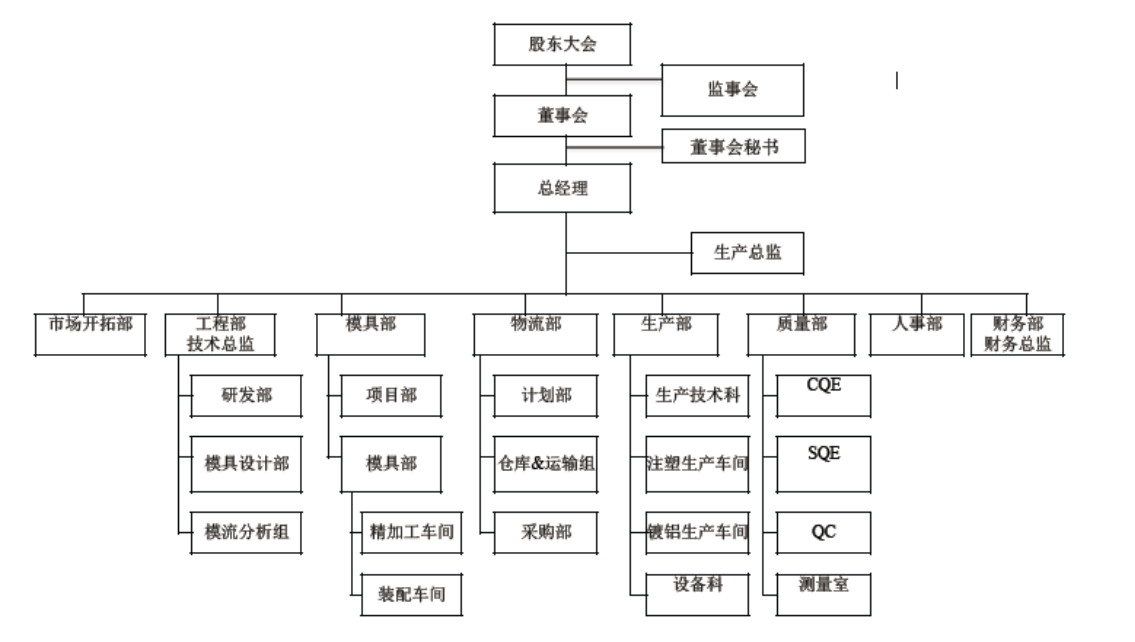 股东大会
监事会
董事会
董事会秘书
总经理
生产总监
市场开拓部
工程部
技术总监
模具部
物流部
生产部
质量部
人事部
财务部
财务总监
研发部
项目部
计划部
生产技术科
CQE
模具设计部
模具部
仓库&运输组
注塑生产车间
SQE
模流分析组
精加工车间
采购部
镀铝生产车间
QC
装配车间
设备科
测量室